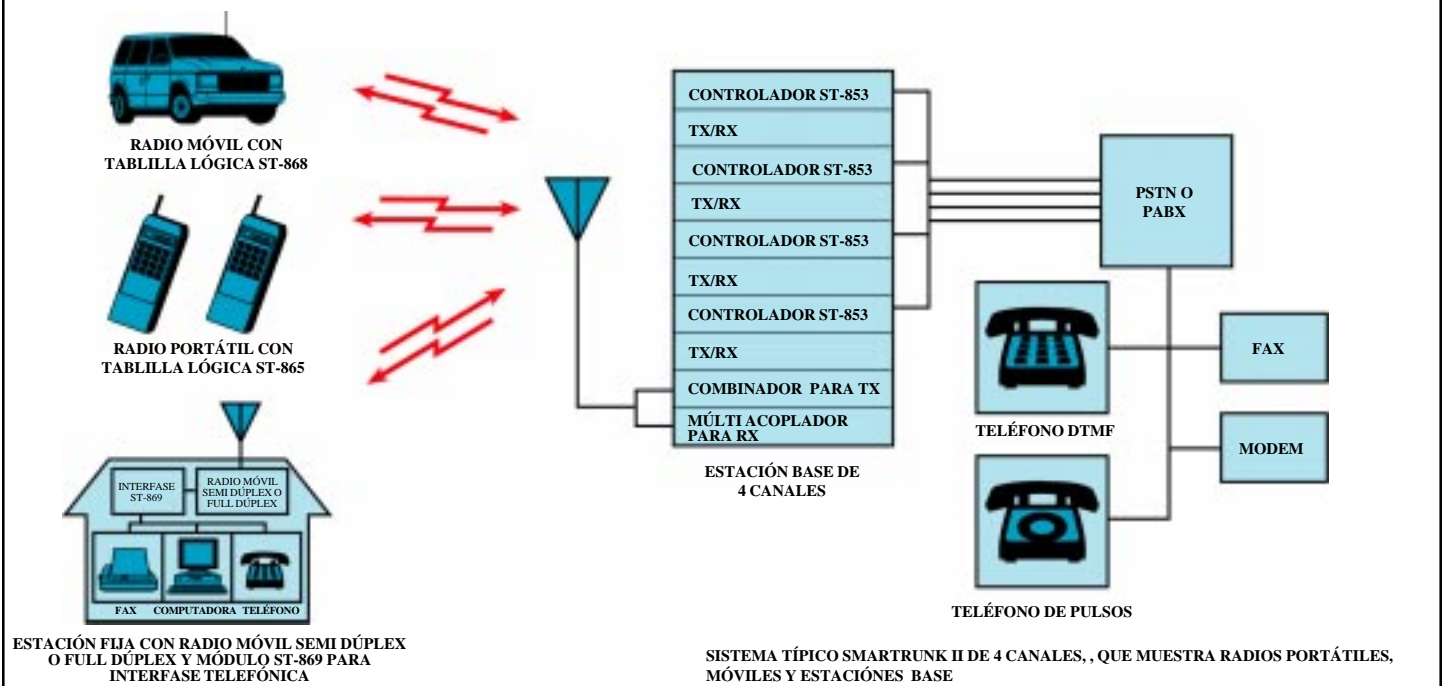 RADIO MÓVIL CON
TABLILLA LÓGICA ST-868
RADIO PORTÁTIL CON
TABLILLA LÓGICA ST-865
INTERFASE
ST-869
RADIO MÓVIL
SEMI DÚPLEX O
FULL DÚPLEX
FAX
COMPUTADORA
TELÉFONO
ESTACIÓN FIJA CON RADIO MÓVIL SEMI DÚPLEX
O FULL DÚPLEX Y MÓDULO ST-869 PARA
INTERFASE TELEFÓNICA
CONTROLADOR ST-853
TX/RX
CONTROLADOR ST-853
TX/RX
CONTROLADOR ST-853
TX/RX
CONTROLADOR ST-853
TX/RX
COMBINADOR PARA TX
MÚLTI ACOPLADOR
PARA RX
ESTACIÓN BASE DE
4 CANALES
PSTN O
PABX
TELÉFONO DTMF
FAX
MODEM
TELÉFONO DE PULSOS
SISTEMA TÍPICO SMARTRUNK II DE 4 CANALES, , QUE MUESTRA RADIOS PORTÁTILES,
MÓVILES Y ESTACIÓNES BASE